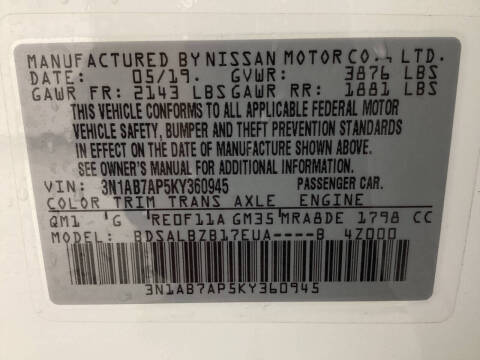 MANUFACTURED BY NISSAN MOTOR CO., LTD.
DATE: 05/19. GVWR: 3876 LBS
GAWR FR: 2143 LBS GAWR RR: 1881 LBS
THIS VEHICLE CONFORMS TO ALL APPLICABLE FEDERAL MOTOR
VEHICLE SAFETY, BUMPER AND THEFT PREVENTION STANDARDS
IN EFFECT ON THE DATE OF MANUFACTURE SHOWN ABOVE.
SEE OWNER'S MANUAL FOR ADDITIONAL INFORMATION.
VIN: 3N1AB7AP5KY360945 PASSENGER CAR.
COLOR TRIM TRANS AXLE ENGINE
QM1 G RE0F11A GM35 MRA8DE 1798 CC
MODEL: BDSALBZB17EUA----B 4Z000
3N1AB7AP5KY360945